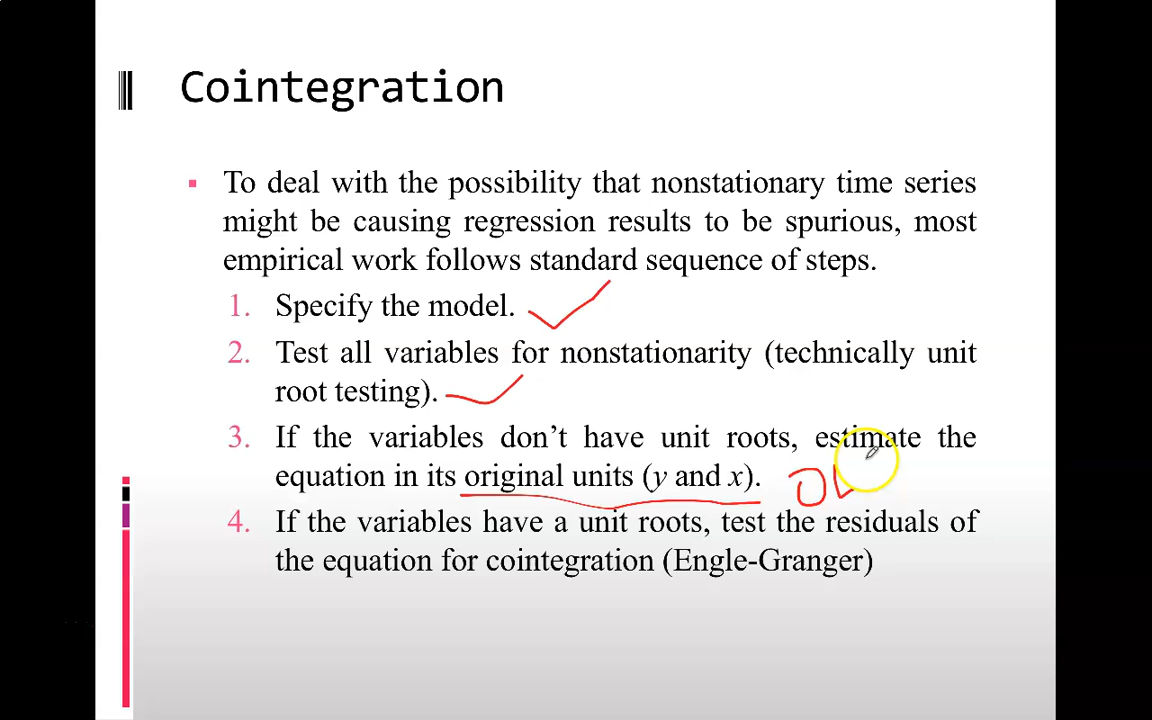 Cointegration
▪ To deal with the possibility that nonstationary time series
might be causing regression results to be spurious, most
empirical work follows standard sequence of steps.
1. Specify the model.
2. Test all variables for nonstationarity (technically unit
root testing).
3. If the variables don't have unit roots, estimate the
equation in its original units (y and x).
OL
4. If the variables have a unit roots, test the residuals of
the equation for cointegration (Engle-Granger)